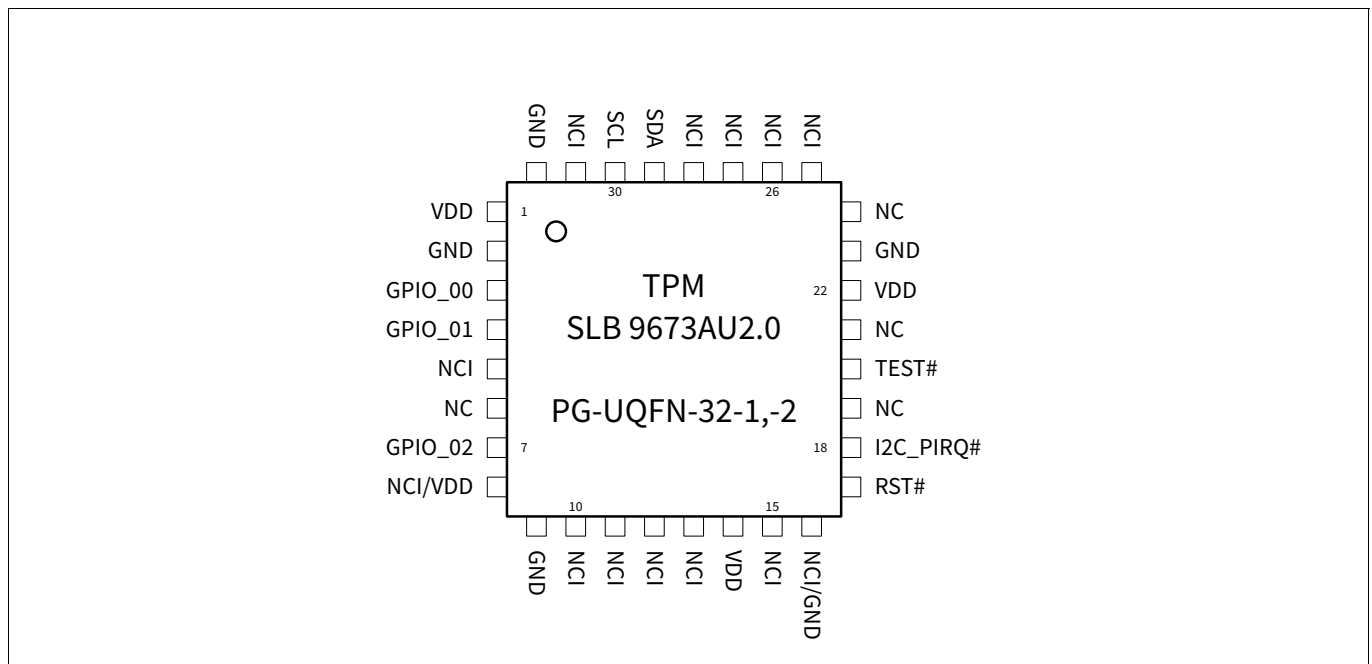 GND
NCI
SCL
SDA
NCI
NCI
NCI
NCI
30
26
VDD
1
NC
GND
GND
GPIO_00
TPM
22
VDD
GPIO_01
SLB 9673AU2.0
NC
NCI
TEST#
NC
PG-UQFN-32-1,-2
NC
GPIO_02
7
18
I2C_PIRQ#
NCI/VDD
RST#
10
15
GND
NCI
NCI
NCI
NCI
VDD
NCI
NCI/GND